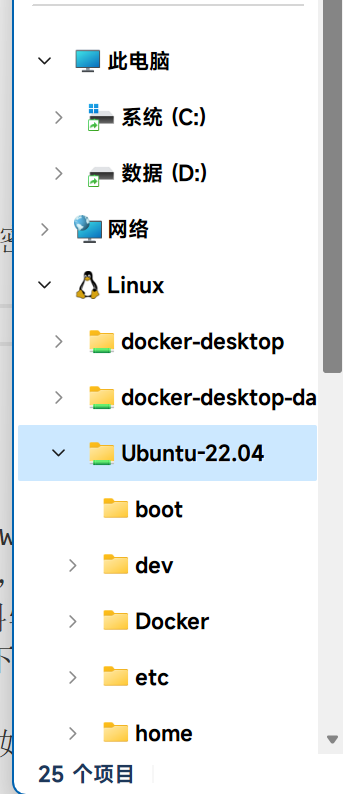 此电脑
系统 (C:)
数据 (D:)
网络
Linux
docker-desktop
docker-desktop-da
Ubuntu-22.04
boot
dev
Docker
etc
home
25 个项目